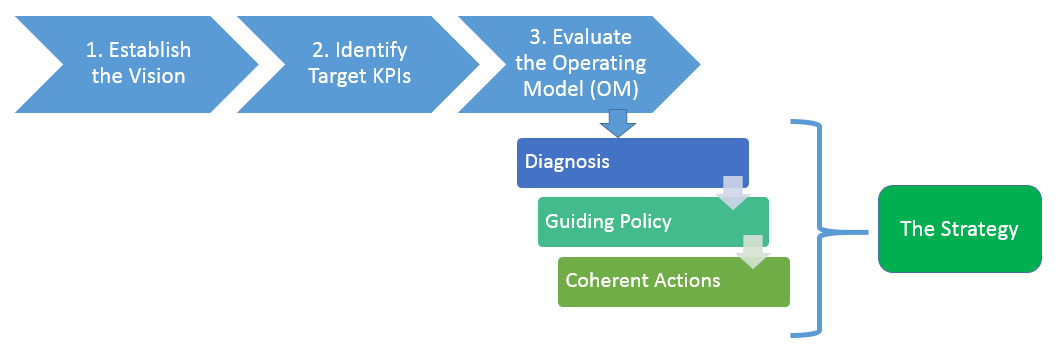 1. Establish
the Vision
2. Identify
Target KPIs
3. Evaluate
the Operating
Model (OM)
Diagnosis
Guiding Policy
Coherent Actions
The Strategy